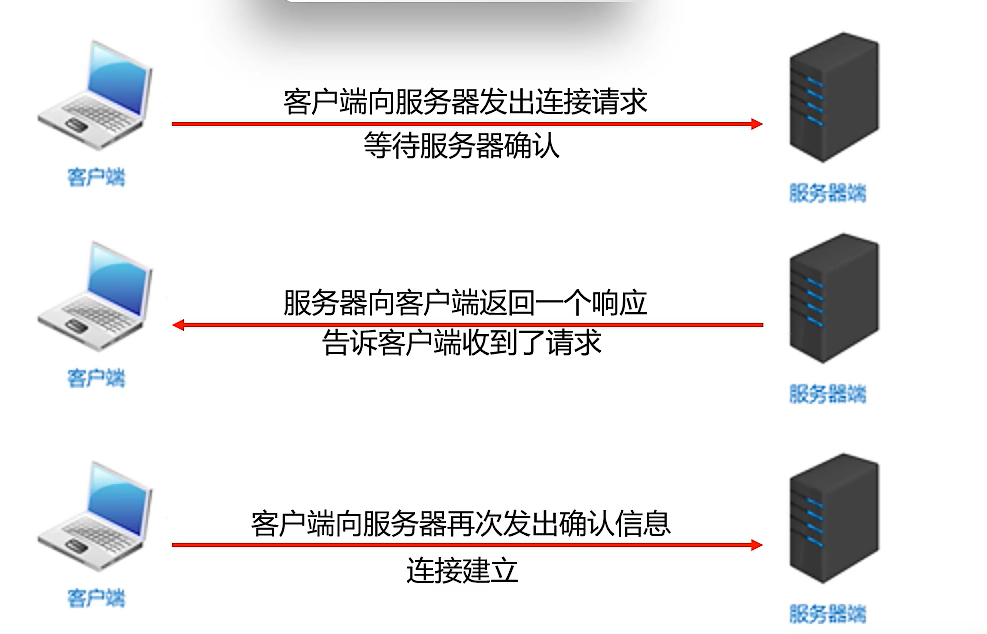 客户端向服务器发出连接请求
等待服务器确认
客户端
服务器端
服务器向客户端返回一个响应
告诉客户端收到了请求
客户端
服务器端
客户端向服务器再次发出确认信息
连接建立
客户端
服务器端